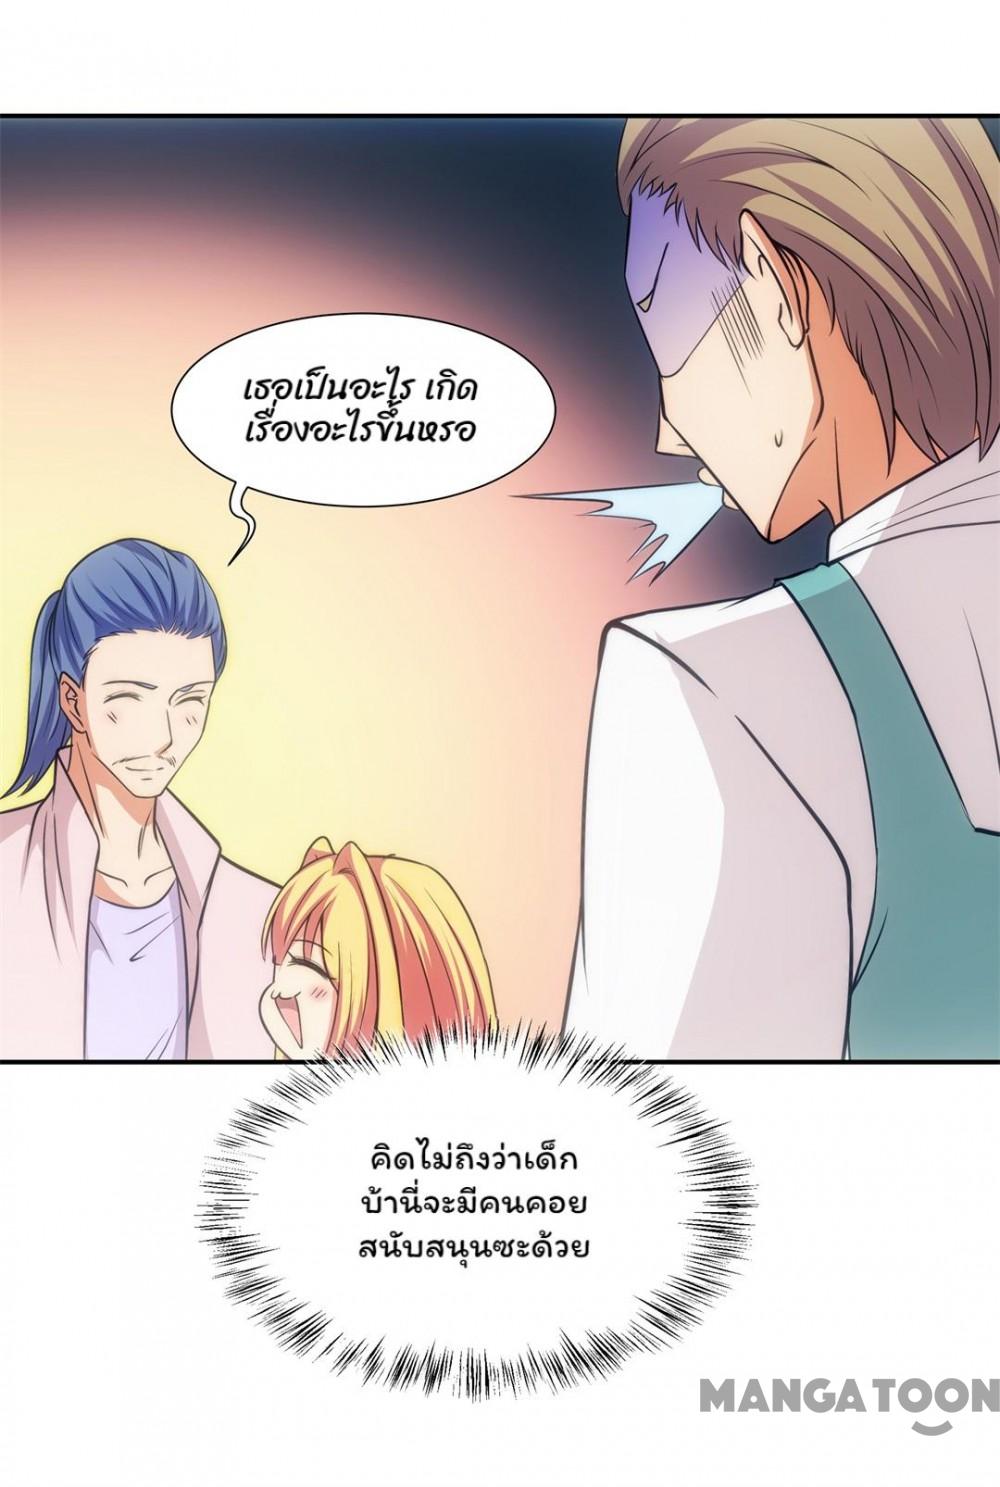 เธอเป็นอะไร เกิด
เรื่องอะไรขึ้นหรอ
คิดไม่ถึงว่าเด็ก
บ้านี่จะมีคนคอย
สนับสนุนซะด้วย
MANGATOON